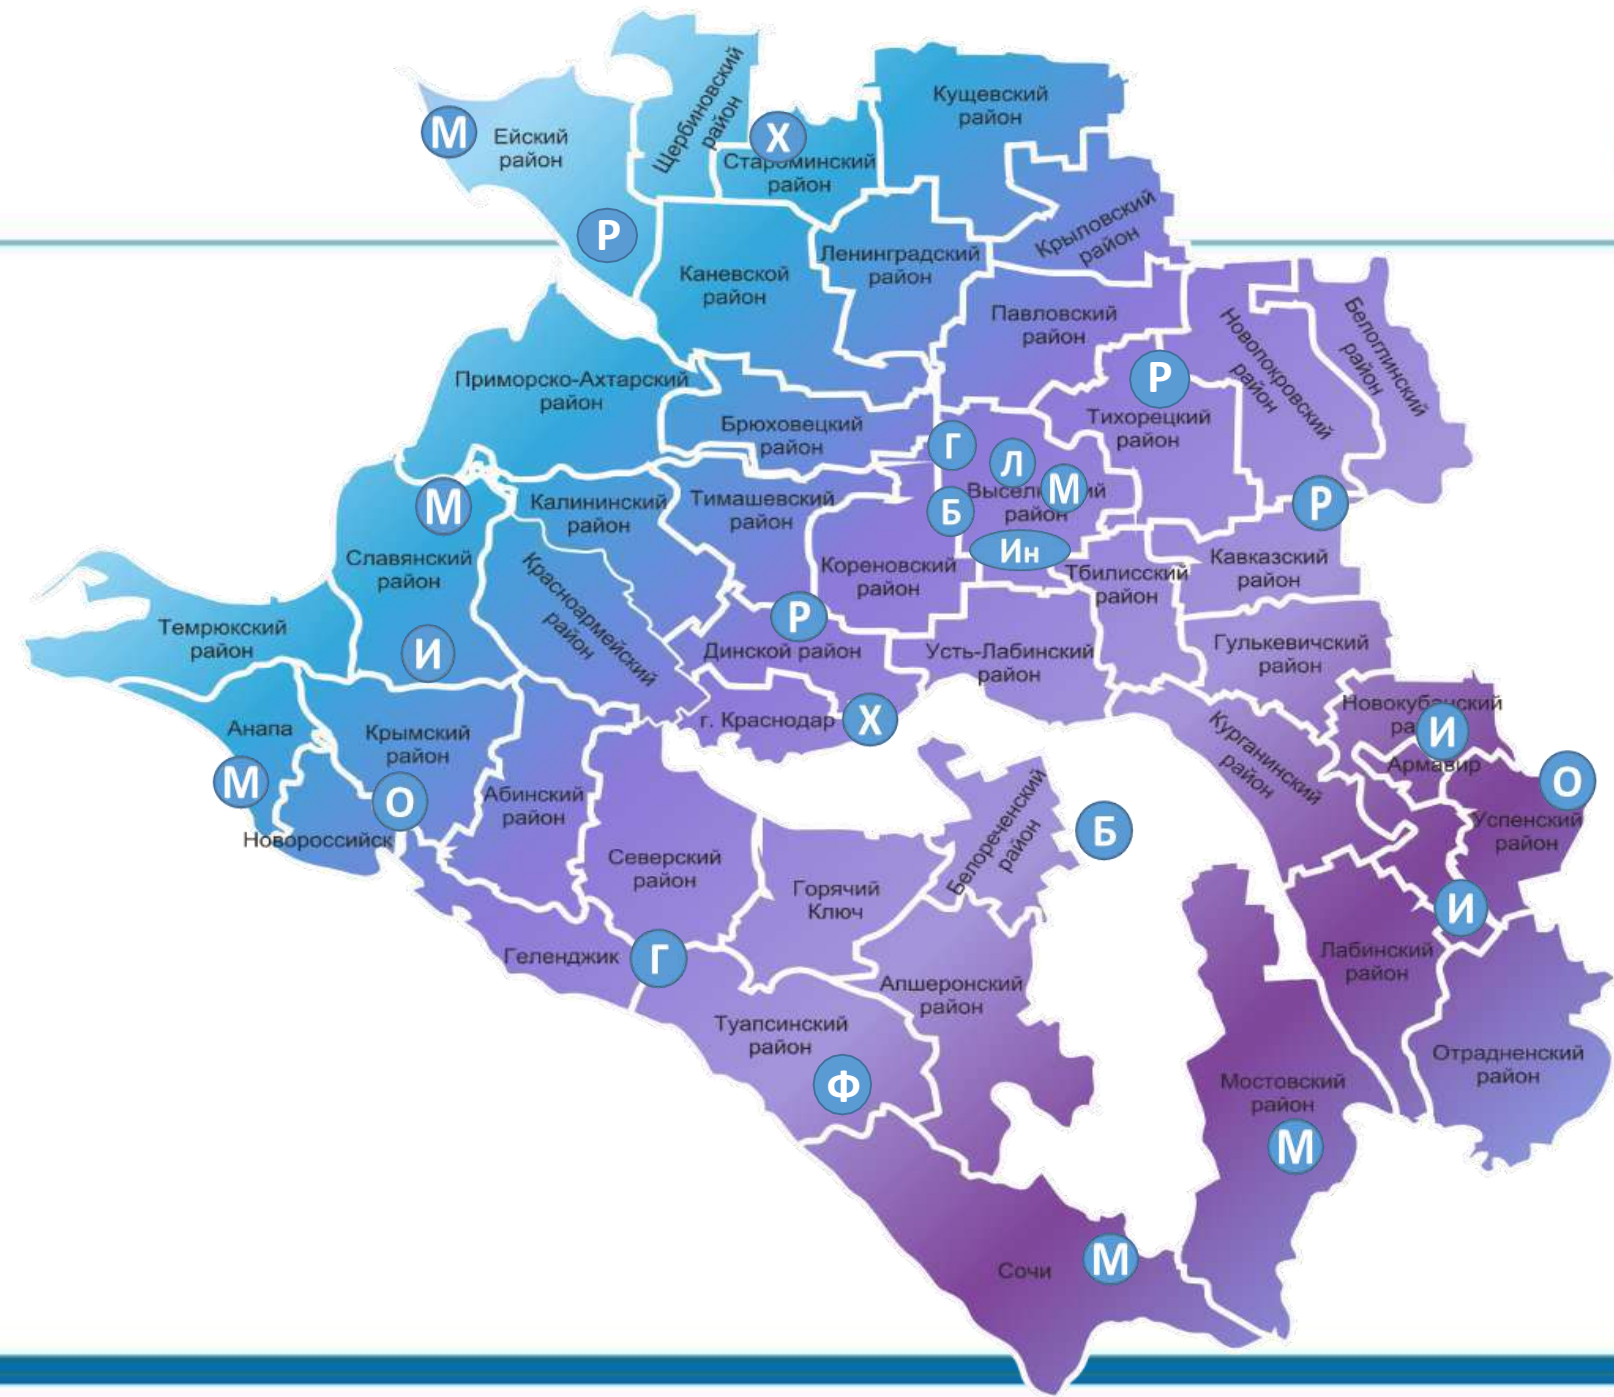 Щербиновский
район
Кущевский
район
М
Ейский
район
Х
Староминский
район
Р
Крыловский
район
Ленинградский
район
Каневской
район
Павловский
район
Новопокровский
район
Белоглинский
район
Приморско-Ахтарский
район
Р
Тихорецкий
район
Брюховецкий
район
Г
Л
М
Б
Выселкский
район
Ин
Р
М
Калининский
район
Тимашевский
район
Славянский
район
Кореновский
район
Тбилисский
район
Кавказский
район
Красноармейский
район
Р
Темрюкский
район
И
Динской район
Усть-Лабинский
район
Гулькевичский
район
г. Краснодар
Х
Анапа
Крымский
район
Новокубанский
ра
И
Армавир
Курганинский
район
М
О
О
Абинский
район
Новороссийск
Белореченский
район
Б
Успенский
район
Северский
район
Горячий
Ключ
И
Геленджик
Г
Лабинский
район
Апшеронский
район
Туапсинский
район
Отрадненский
район
Ф
Мостовский
район
М
Сочи
М